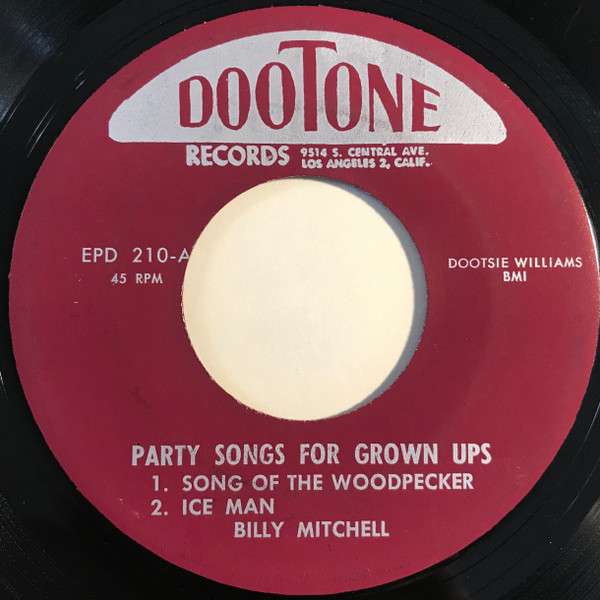 DOOTONE
RECORDS 9514 S. CENTRAL AVE.
LOS ANGELES 2, CALIF.
EPD 210-A
45 RPM
DOOTSIE WILLIAMS
BMI
PARTY SONGS FOR GROWN UPS
1. SONG OF THE WOODPECKER
2. ICE MAN
BILLY MITCHELL